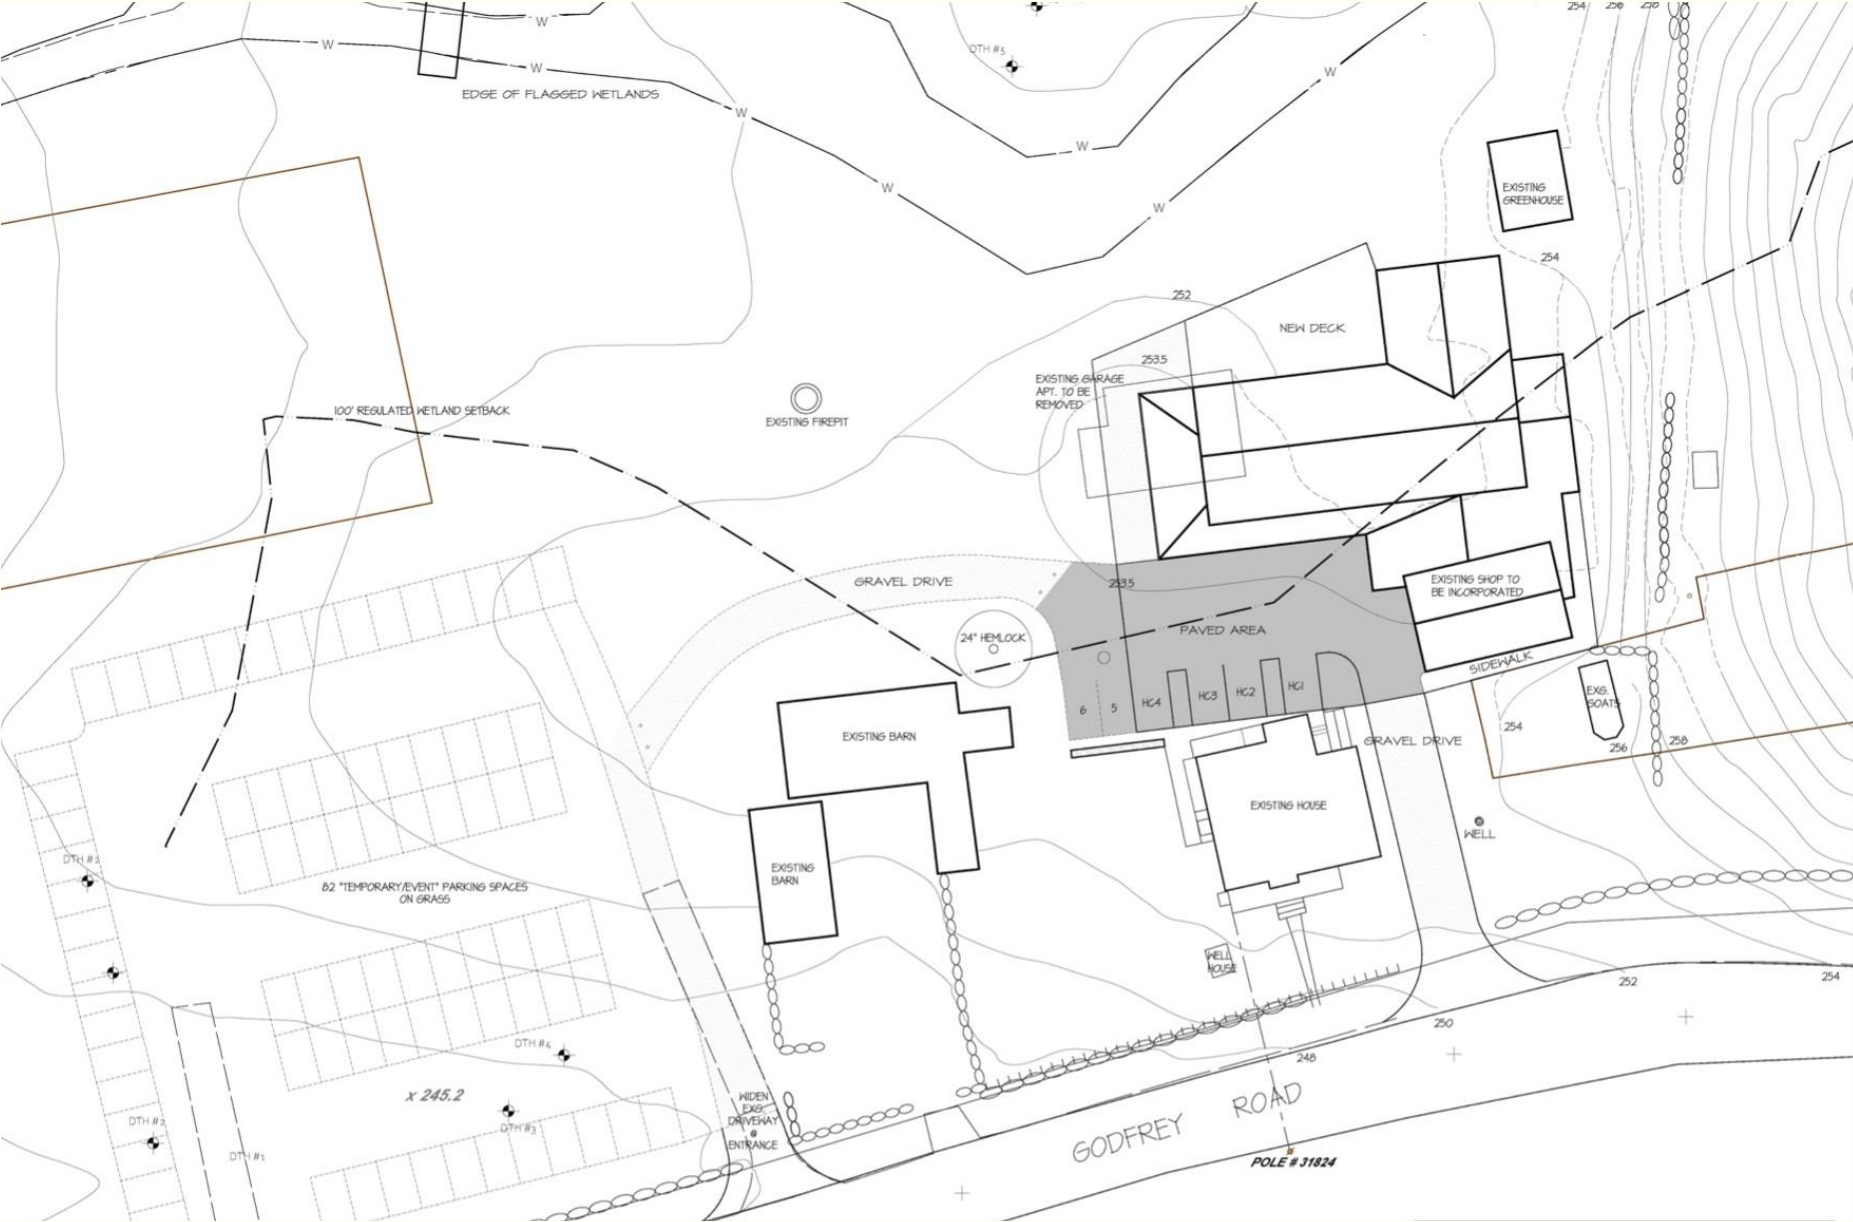 254
256
258
W
W
DTH #5
W
W
EDGE OF FLAGGED WETLANDS
W
W
W
EXISTING
GREENHOUSE
W
254
252
NEW DECK
253.5
EXISTING GARAGE
APT. TO BE
REMOVED
100' REGULATED WETLAND SETBACK
EXISTING FIREPIT
GRAVEL DRIVE
253.5
EXISTING SHOP TO
BE INCORPORATED
24" HEMLOCK
PAVED AREA
SIDEWALK
6
5
HC4
HC3
HC2
HC1
EXG.
GOATS
254
256
258
EXISTING BARN
GRAVEL DRIVE
EXISTING HOUSE
WELL
DTH #2
EXISTING
BARN
82 "TEMPORARY/EVENT" PARKING SPACES
ON GRASS
WELL
HOUSE
252
254
250
DTH #4
248
x 245.2
WIDEN
EXG.
DRIVEWAY
@
ENTRANCE
GODFREY ROAD
DTH #2
DTH #3
DTH #1
POLE # 31824